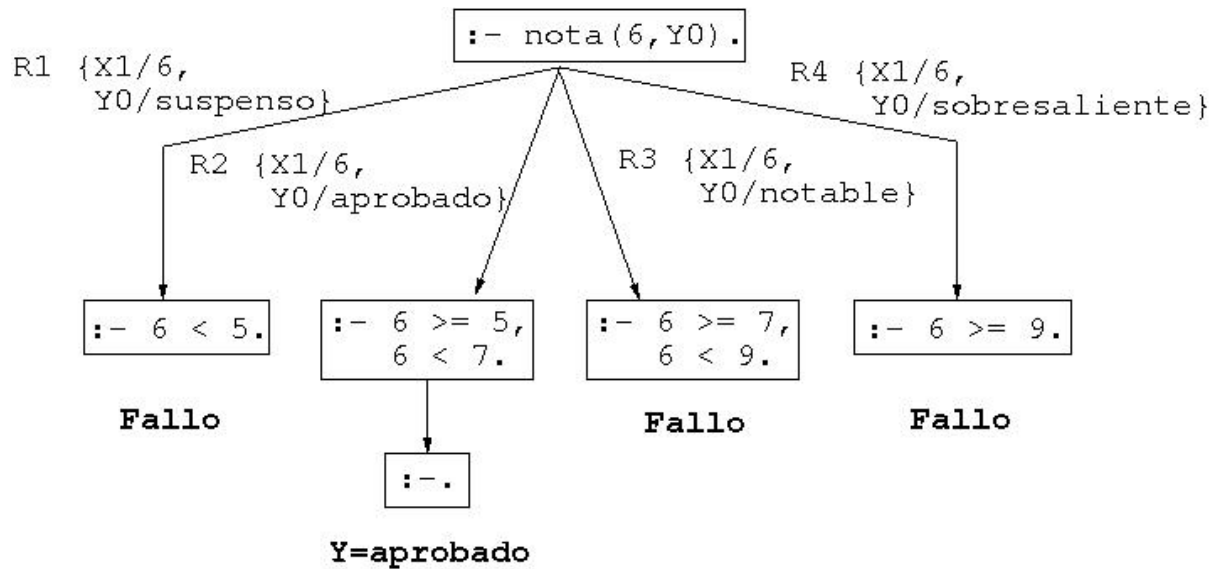 :- nota(6,Y0).
R1 {X1/6,
Y0/suspenso}
R2 {X1/6,
Y0/aprobado}
R3 {X1/6,
Y0/notable}
R4 {X1/6,
Y0/sobresaliente}
:- 6 < 5.
:- 6 >= 5,
6 < 7.
:- 6 >= 7,
6 < 9.
:- 6 >= 9.
Fallo
Fallo
Fallo
:-.
Y=aprobado